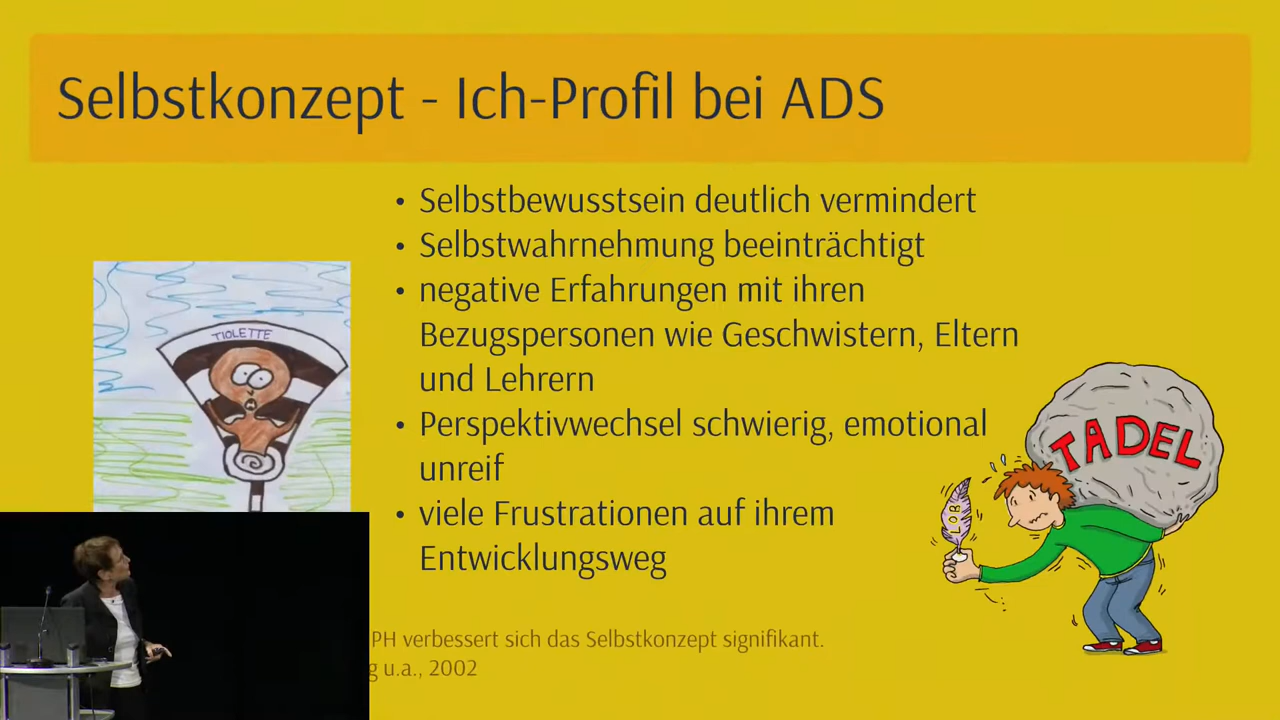 Selbstkonzept - Ich-Profil bei ADS
• Selbstbewusstsein deutlich vermindert
• Selbstwahrnehmung beeinträchtigt
• negative Erfahrungen mit ihren
Bezugspersonen wie Geschwistern, Eltern
und Lehrern
• Perspektivwechsel schwierig, emotional
unreif
• viele Frustrationen auf ihrem
Entwicklungsweg
TIOLETTE
TADEL
LOB
PH verbessert sich das Selbstkonzept signifikant.
u.a., 2002